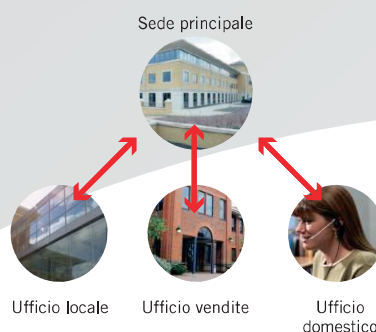 Sede principale
Ufficio locale
Ufficio vendite
Ufficio
domestico